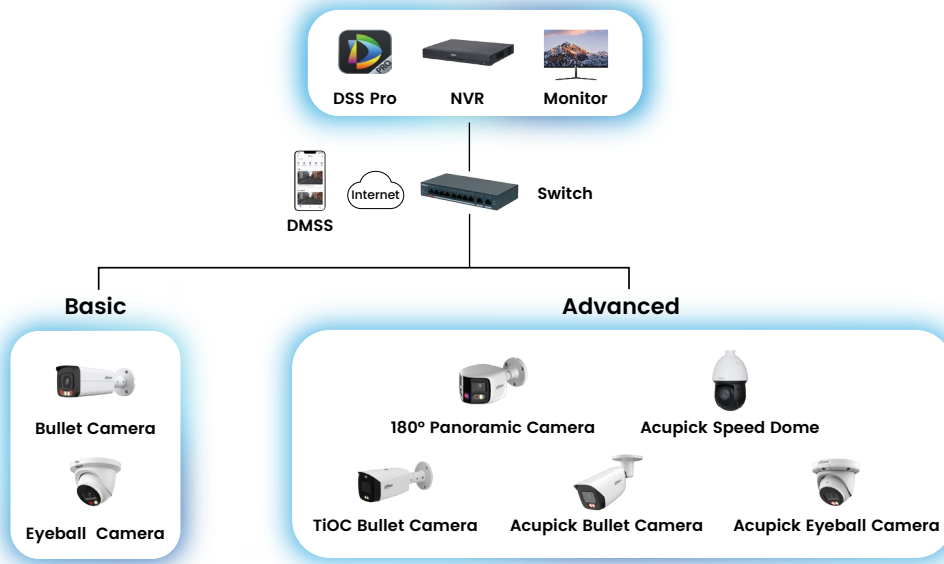 PRO
DSS Pro
NVR
Monitor
Internet
Switch
DMSS
Basic
Advanced
Bullet Camera
180° Panoramic Camera
Acupick Speed Dome
Eyeball Camera
TiOC Bullet Camera
Acupick Bullet Camera
Acupick Eyeball Camera